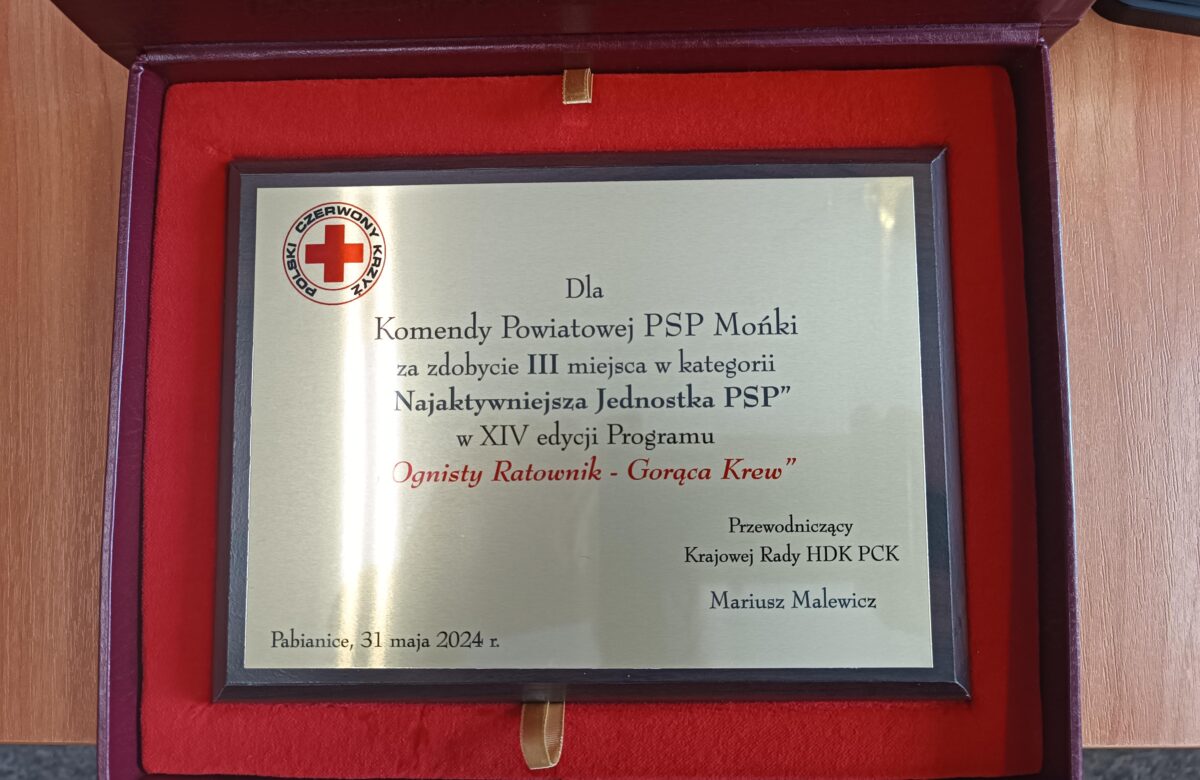 POLSKI CZERWONY KRZYŻ
Dla
Komendy Powiatowej PSP Mońki
za zdobycie III miejsca w kategorii
Najaktywniejsza Jednostka PSP”
w XIV edycji Programu
Ognisty Ratownik - Gorąca Krew”
Przewodniczący
Krajowej Rady HDK PCK
Mariusz Malewicz
Pabianice, 31 maja 2024 r.